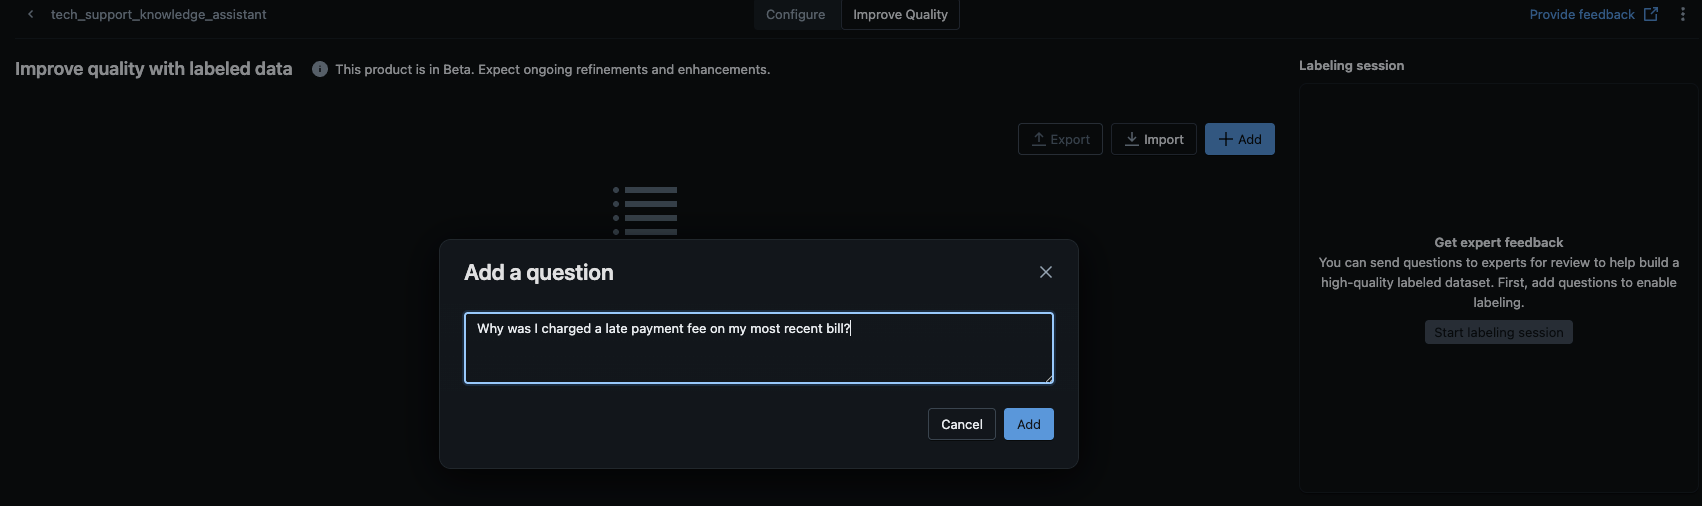 tech_support_knowledge_assistant
Configure
Improve Quality
Provide feedback
Improve quality with labeled data
This product is in Beta. Expect ongoing refinements and enhancements.
Labeling session
Export
Import
Add
Add a question
Why was I charged a late payment fee on my most recent bill?
Cancel
Add
Get expert feedback
You can send questions to experts for review to help build a
high-quality labeled dataset. First, add questions to enable
labeling.
Start labeling session